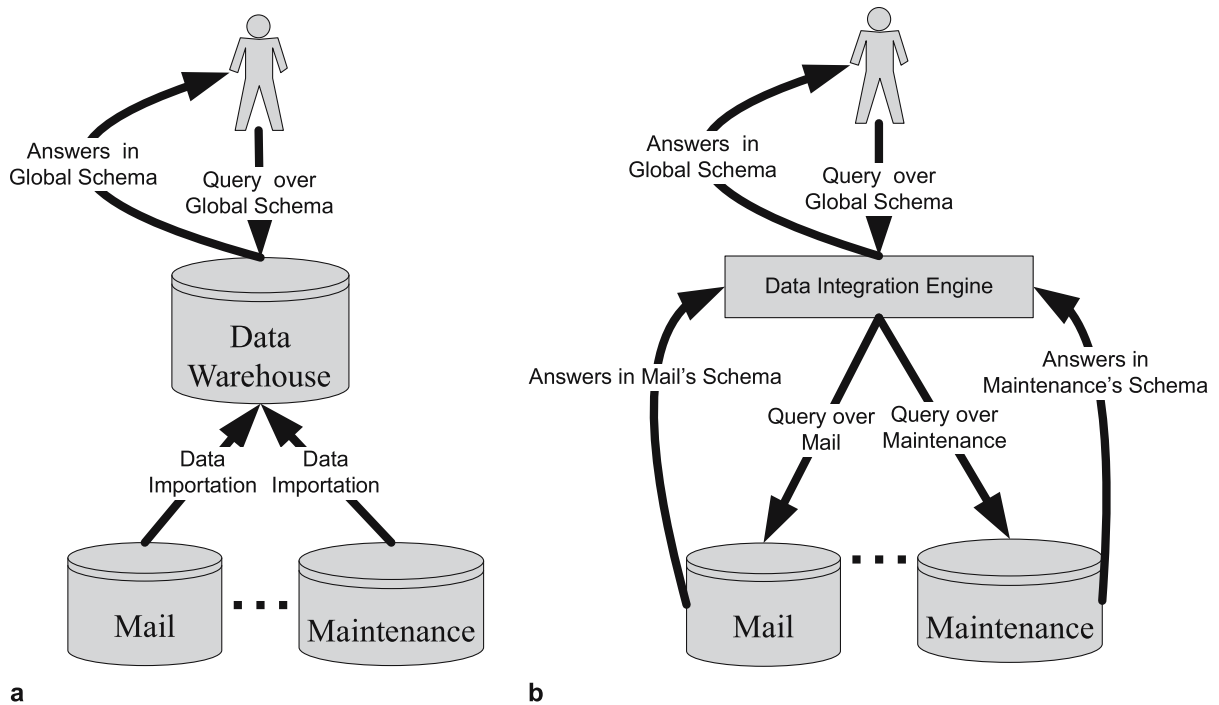 Answers in
Global Schema
Query over
Global Schema
Data
Warehouse
Data
Importation
Data
Importation
Mail
Maintenance
a
Answers in
Global Schema
Query over
Global Schema
Data Integration Engine
Answers in Mail's Schema
Answers in
Maintenance's Schema
Query over
Mail
Query over
Maintenance
Mail
Maintenance
b